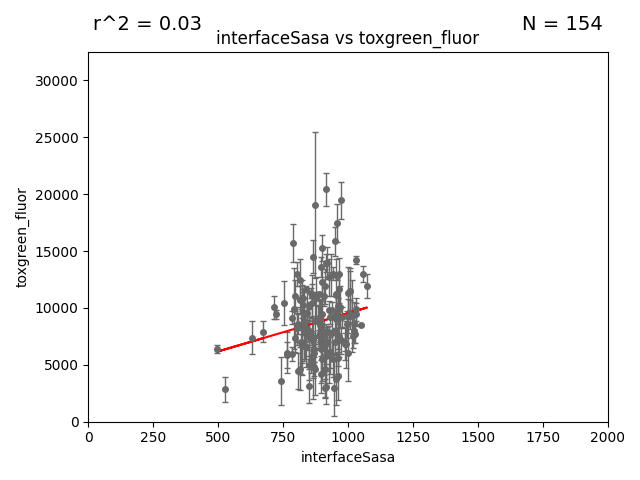 r^2 = 0.03
N = 154
interfaceSasa vs toxgreen_fluor
30000
25000
20000
15000
10000
5000
0
toxgreen_fluor
0 250 500 750 1000 1250 1500 1750 2000
interfaceSasa